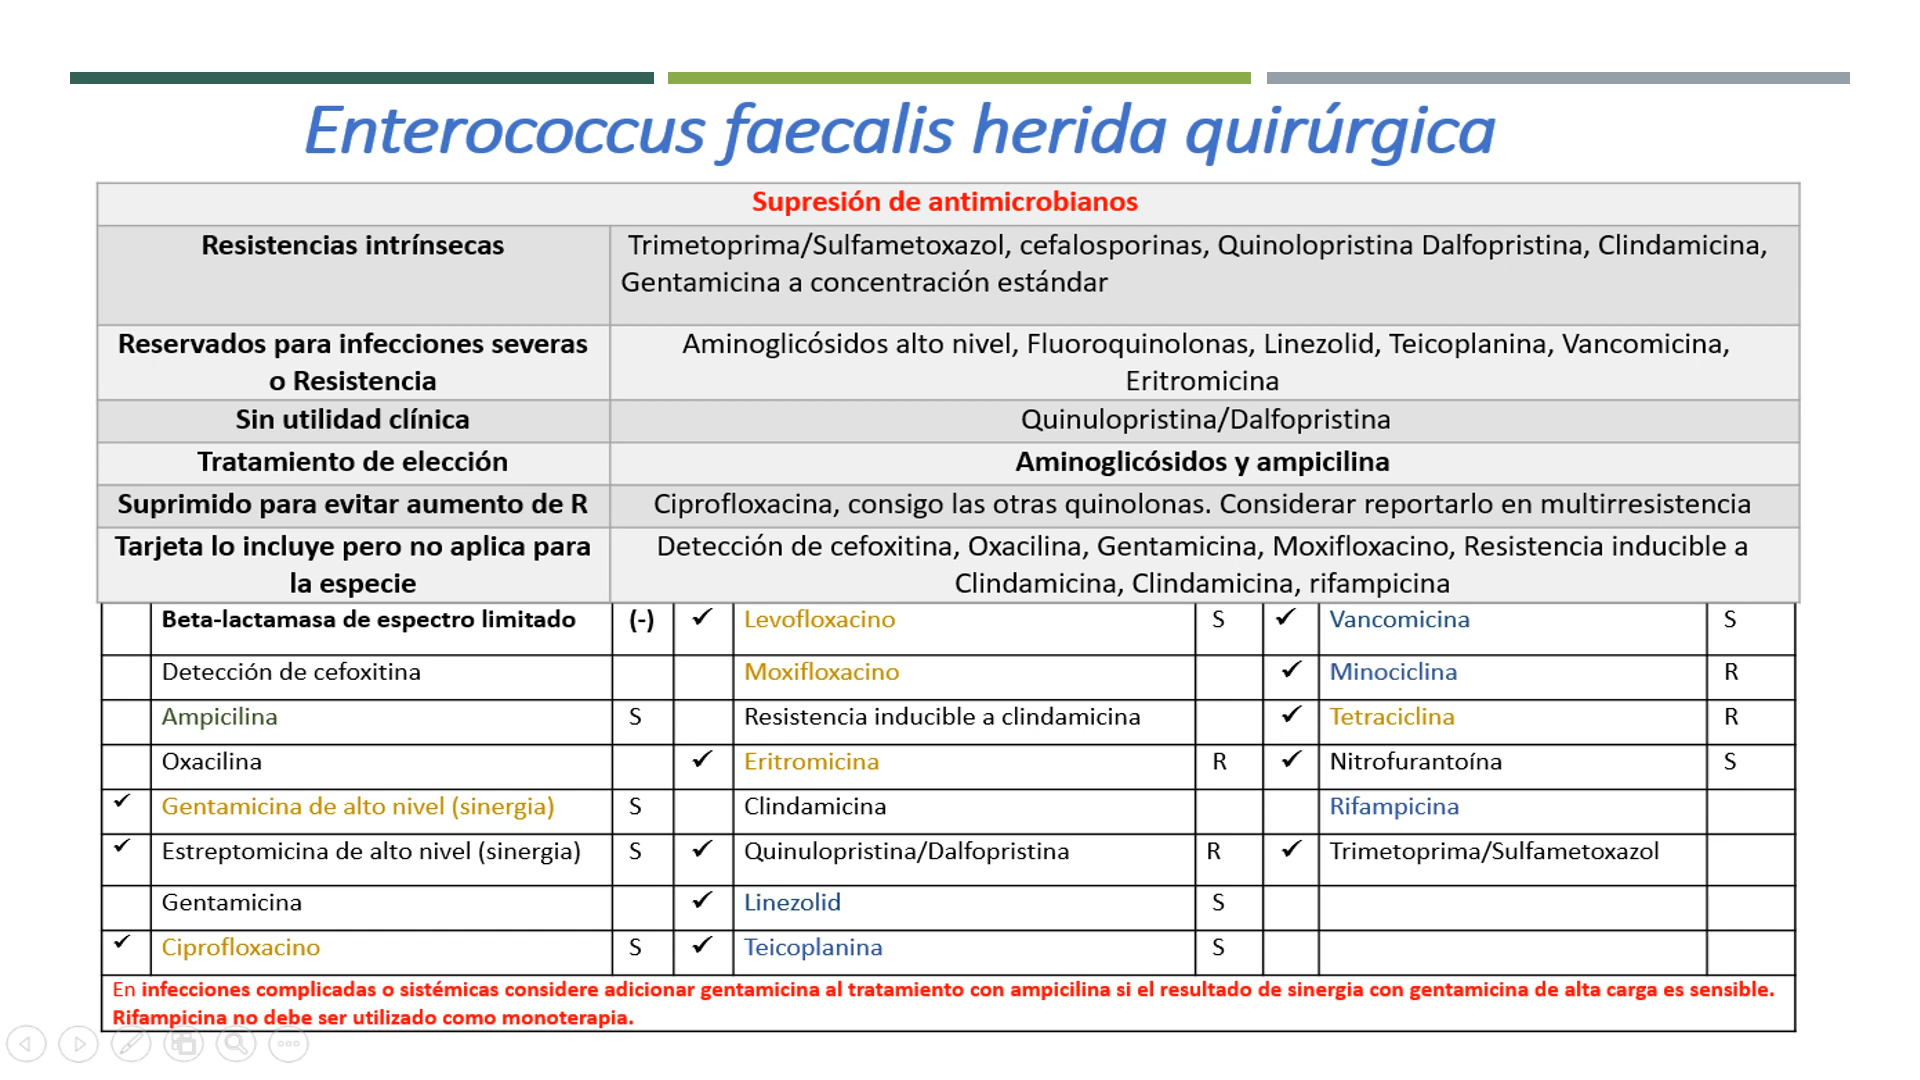 Enterococcus faecalis herida quirúrgica
Supresión de antimicrobianos
Resistencias intrínsecas
Trimetoprima/Sulfametoxazol, cefalosporinas, Quinolopristina Dalfopristina, Clindamicina,
Gentamicina a concentración estándar
Reservados para infecciones severas
o Resistencia
Aminoglicósidos alto nivel, Fluoroquinolonas, Linezolid, Teicoplanina, Vancomicina,
Eritromicina
Sin utilidad clínica
Quinulopristina/Dalfopristina
Tratamiento de elección
Aminoglicósidos y ampicilina
Suprimido para evitar aumento de R
Ciprofloxacina, consigo las otras quinolonas. Considerar reportarlo en multirresistencia
Tarjeta lo incluye pero no aplica para
la especie
Detección de cefoxitina, Oxacilina, Gentamicina, Moxifloxacino, Resistencia inducible a
Clindamicina, Clindamicina, rifampicina
Beta-lactamasa de espectro limitado (-) ✓ Levofloxacino S ✓ Vancomicina S
Detección de cefoxitina Moxifloxacino ✓ Minociclina R
Ampicilina S Resistencia inducible a clindamicina ✓ Tetraciclina R
Oxacilina ✓ Eritromicina R ✓ Nitrofurantoína S
✓ Gentamicina de alto nivel (sinergia) S Clindamicina Rifampicina
✓ Estreptomicina de alto nivel (sinergia) S ✓ Quinulopristina/Dalfopristina R ✓ Trimetoprima/Sulfametoxazol
Gentamicina ✓ Linezolid S
✓ Ciprofloxacino S ✓ Teicoplanina S
En infecciones complicadas o sistémicas considere adicionar gentamicina al tratamiento con ampicilina si el resultado de sinergia con gentamicina de alta carga es sensible.
Rifampicina no debe ser utilizado como monoterapia.